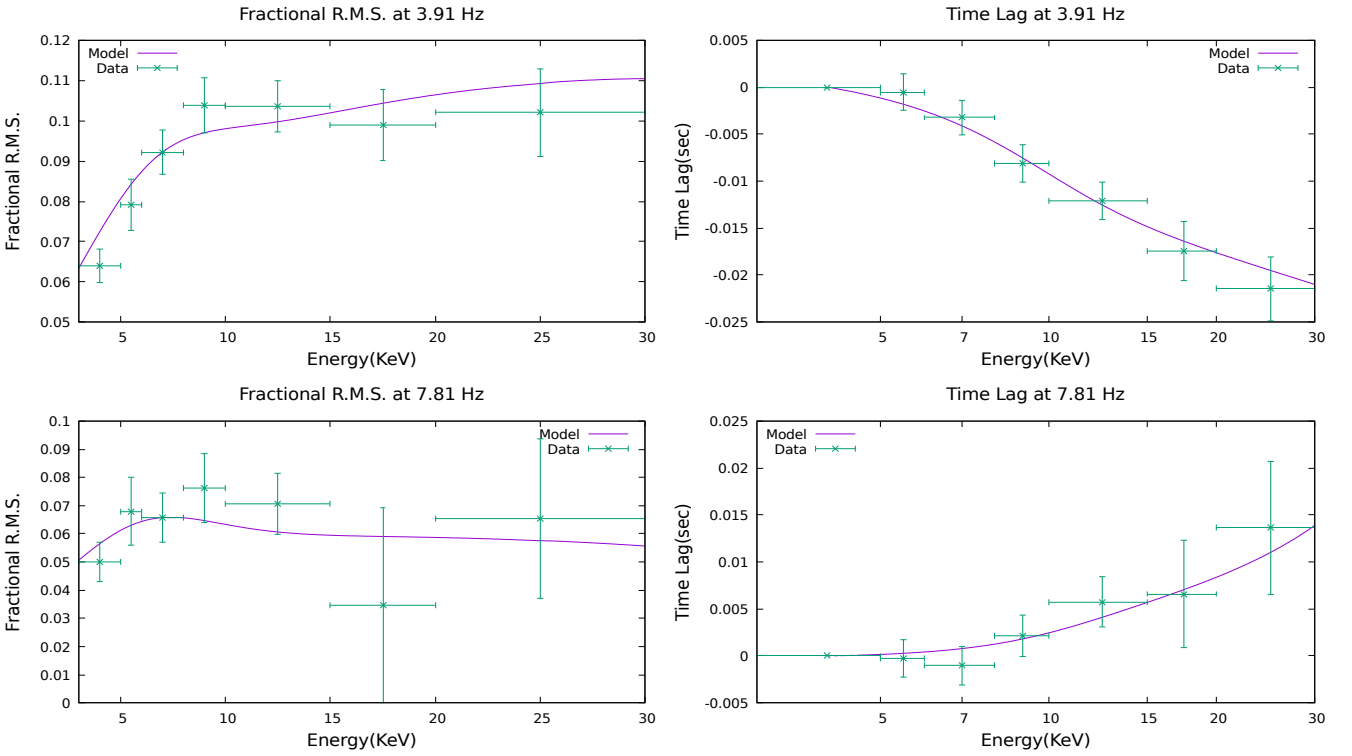 Fractional R.M.S. at 3.91 Hz
Fractional R.M.S.
0.12
0.11
0.1
0.09
0.08
0.07
0.06
0.05
Model
Data
5
10
15
20
25
30
Energy(KeV)
Time Lag at 3.91 Hz
Time Lag(sec)
0.005
0
-0.005
-0.01
-0.015
-0.02
-0.025
Model
Data
5
7
10
15
20
30
Energy(KeV)
Fractional R.M.S. at 7.81 Hz
Fractional R.M.S.
0.1
0.09
0.08
0.07
0.06
0.05
0.04
0.03
0.02
0.01
0
Model
Data
5
10
15
20
25
30
Energy(KeV)
Time Lag at 7.81 Hz
Time Lag(sec)
0.025
0.02
0.015
0.01
0.005
0
-0.005
Model
Data
5
7
10
15
20
30
Energy(KeV)